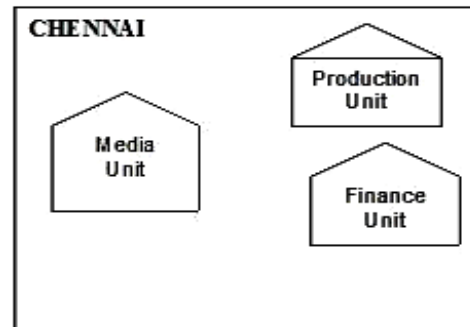 CHENNAI
Production
Unit
Media
Unit
Finance
Unit